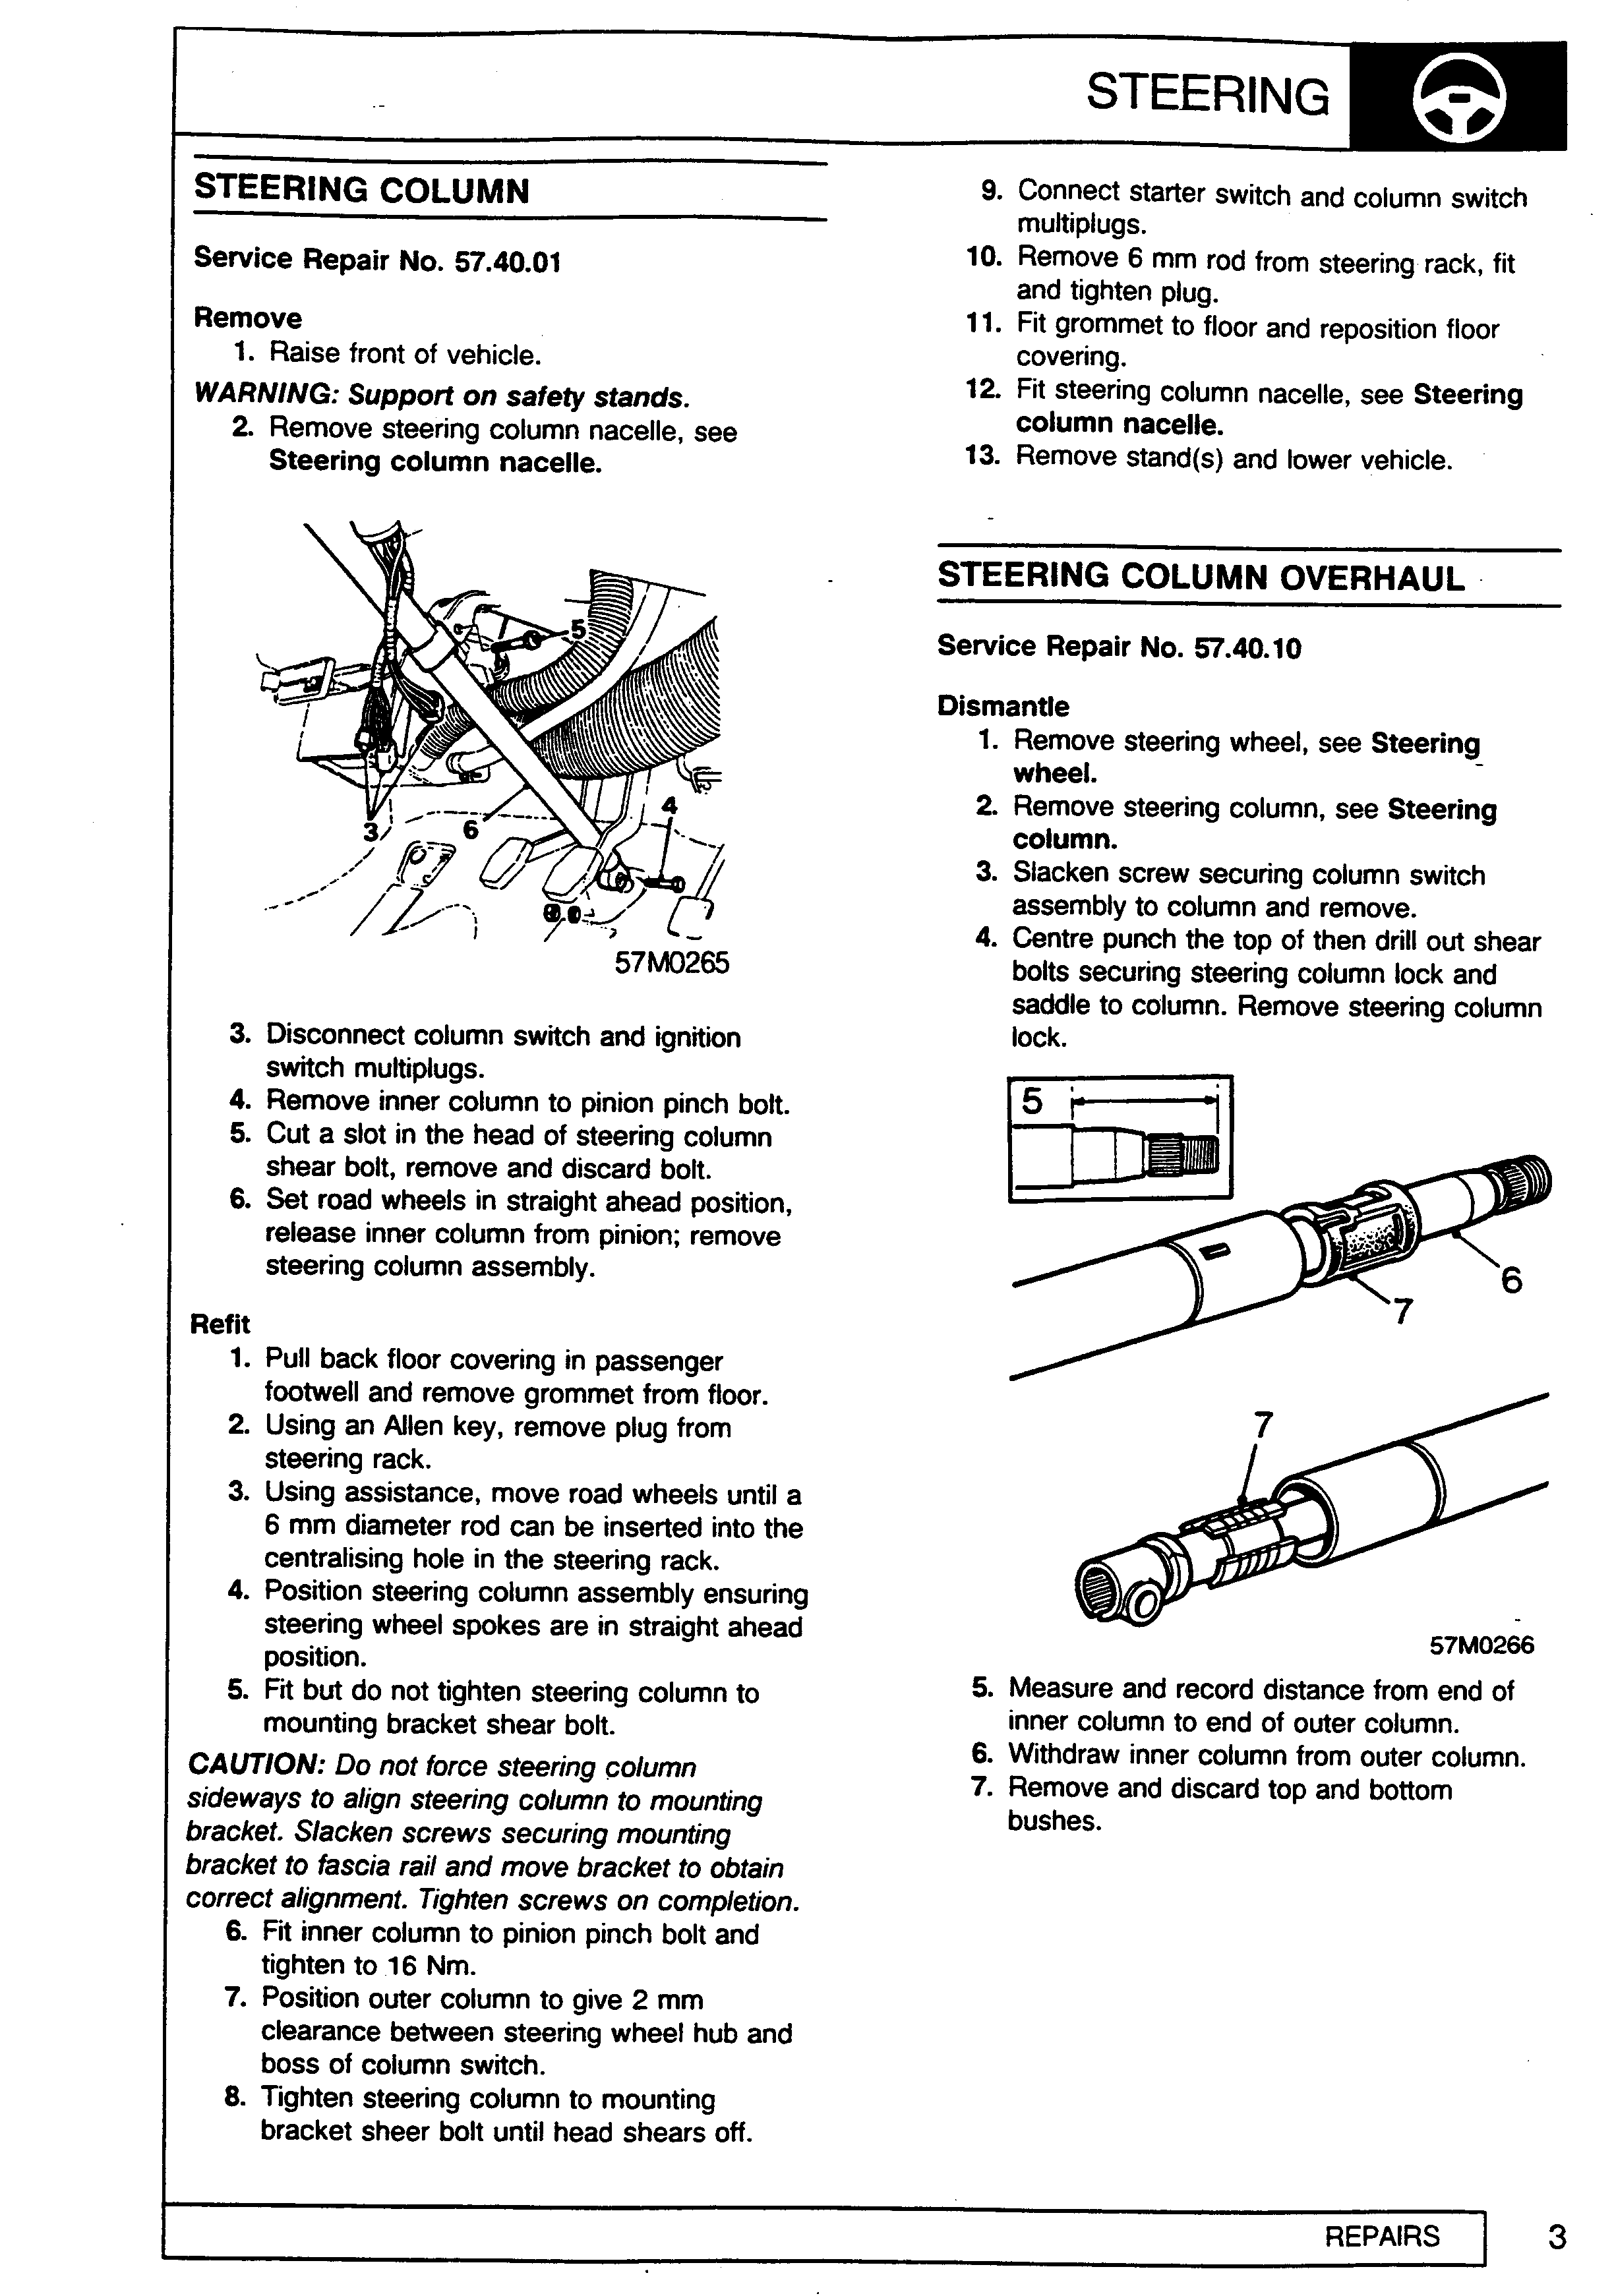 STEERING
STEERING COLUMN
Service Repair No. 57.40.01
Remove
1. Raise front of vehicle.
WARNING: Support on safety stands.
2. Remove steering column nacelle, see
Steering column nacelle.
5
3
6
4
57M0265
3. Disconnect column switch and ignition
switch multiplugs.
4. Remove inner column to pinion pinch bolt.
5. Cut a slot in the head of steering column
shear bolt, remove and discard bolt.
6. Set road wheels in straight ahead position,
release inner column from pinion; remove
steering column assembly.
Refit
1. Pull back floor covering in passenger
footwell and remove grommet from floor.
2. Using an Allen key, remove plug from
steering rack.
3. Using assistance, move road wheels until a
6 mm diameter rod can be inserted into the
centralising hole in the steering rack.
4. Position steering column assembly ensuring
steering wheel spokes are in straight ahead
position.
5. Fit but do not tighten steering column to
mounting bracket shear bolt.
CAUTION: Do not force steering column
sideways to align steering column to mounting
bracket. Slacken screws securing mounting
bracket to fascia rail and move bracket to obtain
correct alignment. Tighten screws on completion.
6. Fit inner column to pinion pinch bolt and
tighten to 16 Nm.
7. Position outer column to give 2 mm
clearance between steering wheel hub and
boss of column switch.
8. Tighten steering column to mounting
bracket sheer bolt until head shears off.
9. Connect starter switch and column switch
multiplugs.
10. Remove 6 mm rod from steering rack, fit
and tighten plug.
11. Fit grommet to floor and reposition floor
covering.
12. Fit steering column nacelle, see Steering
column nacelle.
13. Remove stand(s) and lower vehicle.
STEERING COLUMN OVERHAUL
Service Repair No. 57.40.10
Dismantle
1. Remove steering wheel, see Steering
wheel.
2. Remove steering column, see Steering
column.
3. Slacken screw securing column switch
assembly to column and remove.
4. Centre punch the top of then drill out shear
bolts securing steering column lock and
saddle to column. Remove steering column
lock.
5
6
7
7
57M0266
5. Measure and record distance from end of
inner column to end of outer column.
6. Withdraw inner column from outer column.
7. Remove and discard top and bottom
bushes.
REPAIRS
3